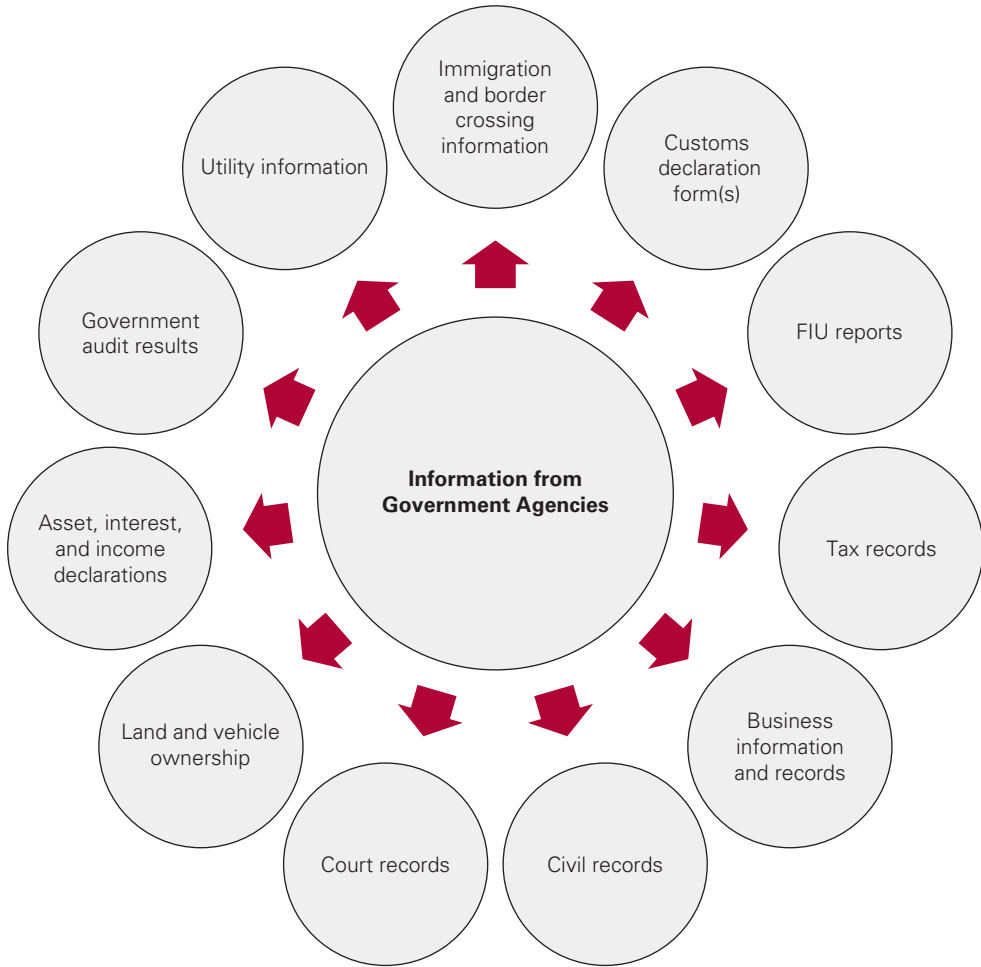 Immigration
and border
crossing
information
Customs
declaration
form(s)
FIU reports
Tax records
Business
information
and records
Civil records
Court records
Land and vehicle
ownership
Asset, interest,
and income
declarations
Government
audit results
Utility information
Information from
Government Agencies